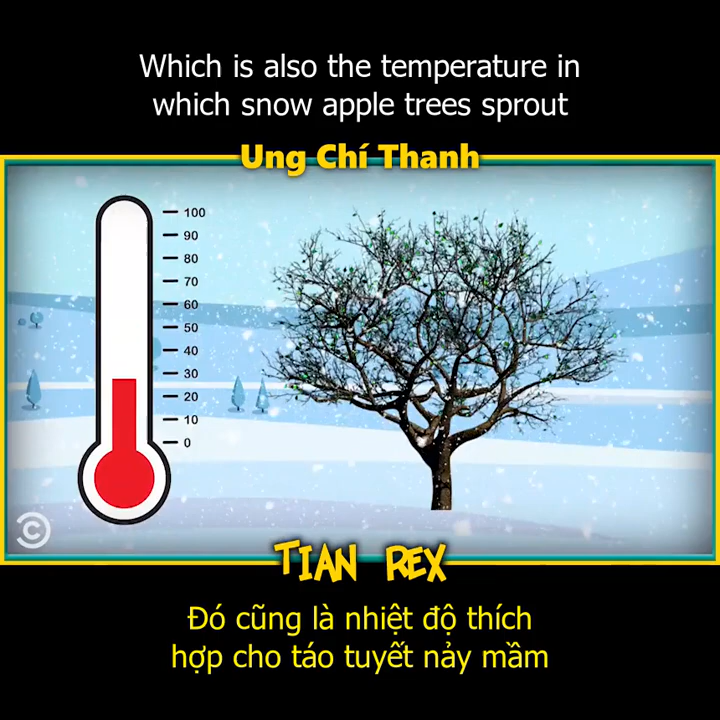 Which is also the temperature in
which snow apple trees sprout
Ung Chí Thanh
100
90
80
70
60
50
40
30
20
10
0
TIAN REX
Đó cũng là nhiệt độ thích
hợp cho táo tuyết nảy mầm